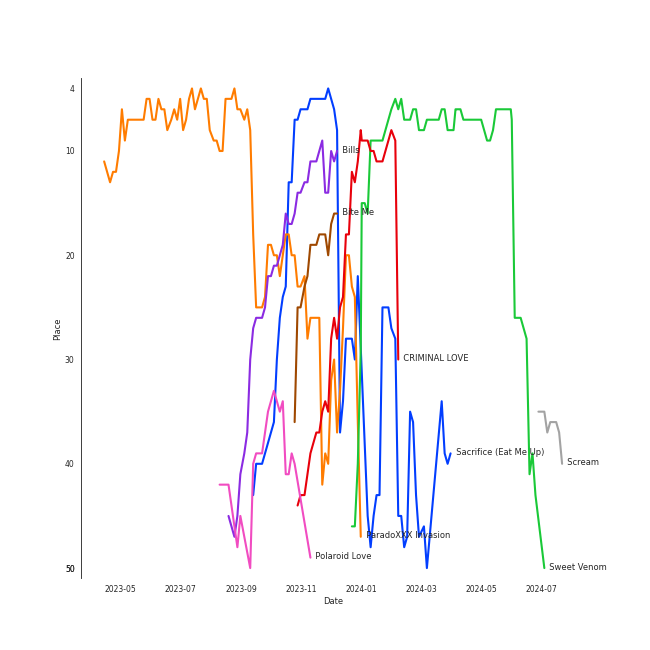 4
10
Bills
Bite Me
20
Place
30
CRIMINAL LOVE
Sacrifice (Eat Me Up)
40
Scream
ParadoXXX Invasion
Polaroid Love
50
Sweet Venom
2023-05 2023-07 2023-09 2023-11 2024-01 2024-03 2024-05 2024-07
Date